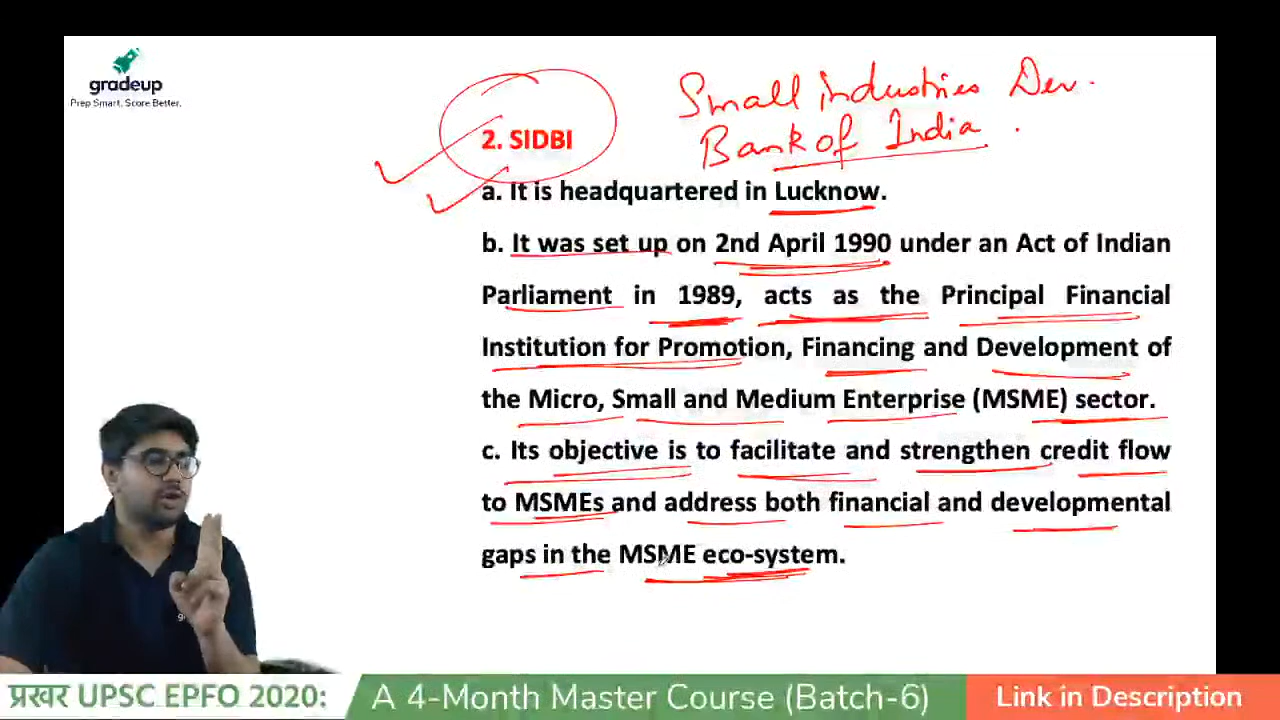 gradeup
Prep Smart. Score Better.
Small industries Dev.
Bank of India.
2. SIDBI
a. It is headquartered in Lucknow.
b. It was set up on 2nd April 1990 under an Act of Indian
Parliament in 1989, acts as the Principal Financial
Institution for Promotion, Financing and Development of
the Micro, Small and Medium Enterprise (MSME) sector.
c. Its objective is to facilitate and strengthen credit flow
to MSMEs and address both financial and developmental
gaps in the MSME eco-system.
प्रखर UPSC EPFO 2020: A 4-Month Master Course (Batch-6) Link in Description